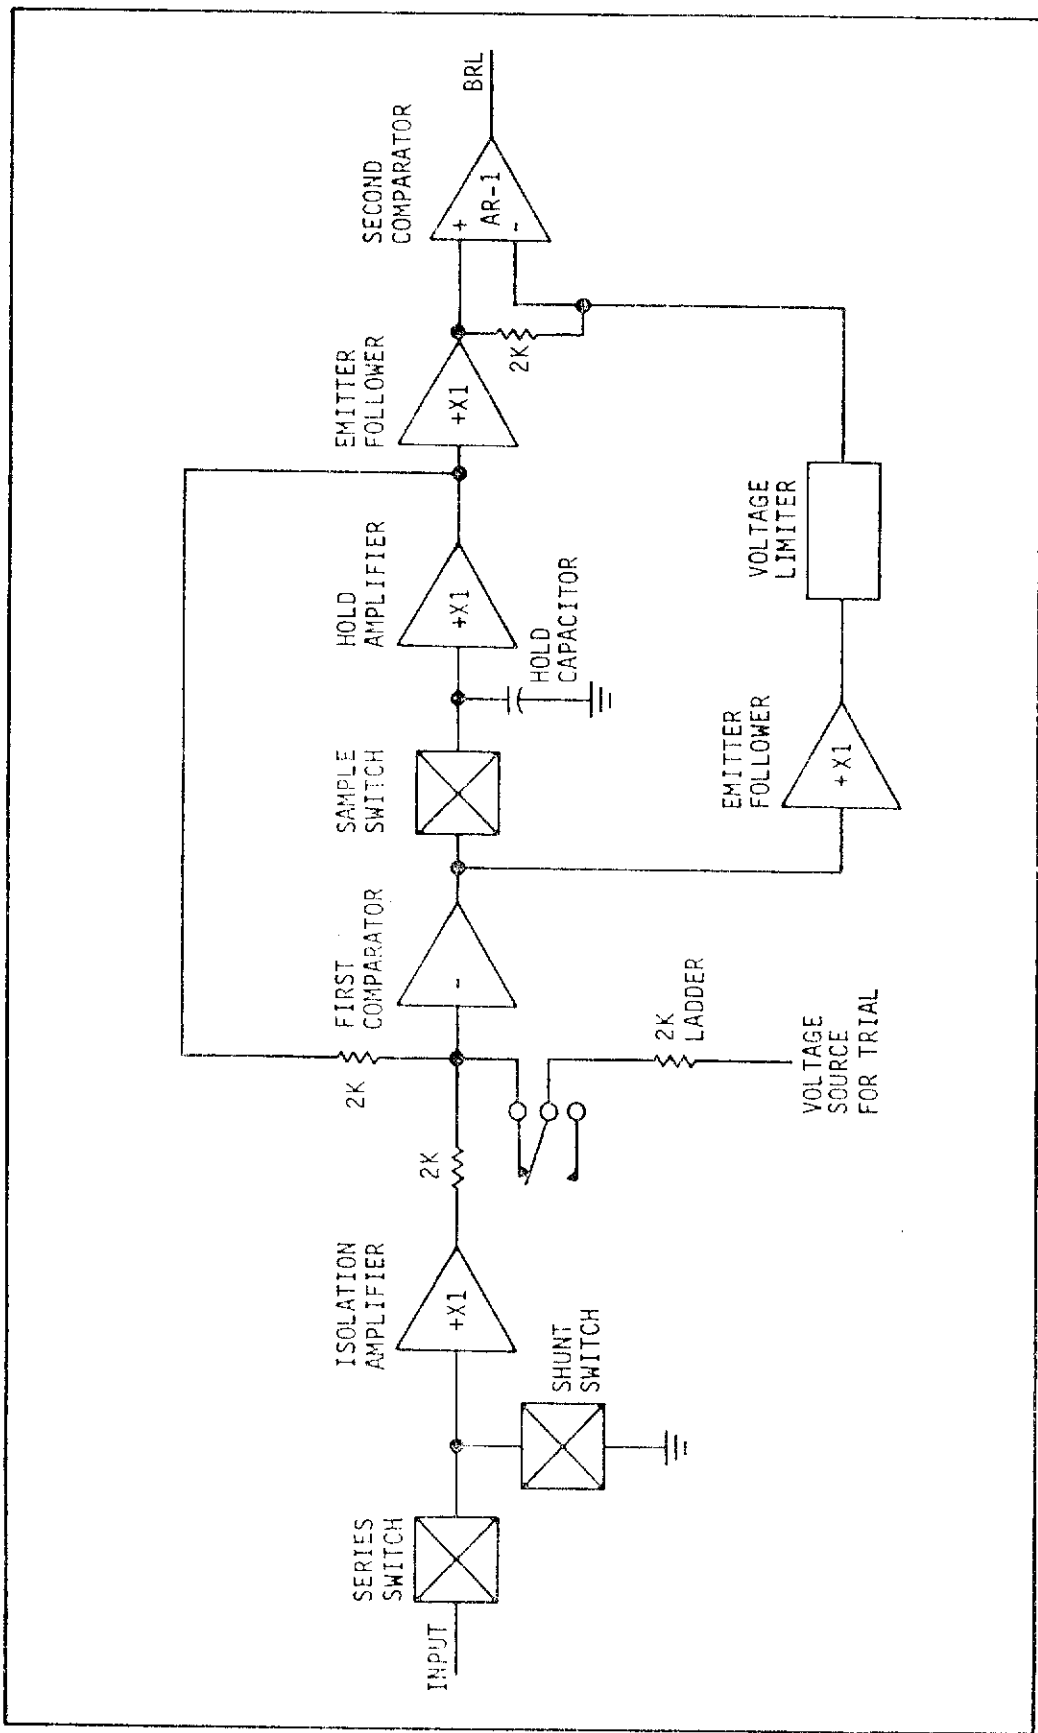 INPUT
SERIES
SWITCH
SHUNT
SWITCH
ISOLATION
AMPLIFIER
+X1
2K
2K
FIRST
COMPARATOR
-
2K
LADDER
VOLTAGE
SOURCE
FOR TRIAL
SAMPLE
SWITCH
HOLD
CAPACITOR
HOLD
AMPLIFIER
+X1
EMITTER
FOLLOWER
+X1
VOLTAGE
LIMITER
EMITTER
FOLLOWER
+X1
2K
SECOND
COMPARATOR
+
AR-1
-
BRL